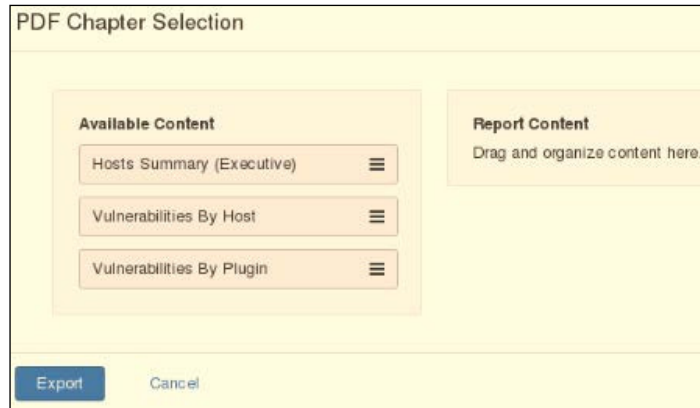 PDF Chapter Selection
Available Content
Hosts Summary (Executive)
Vulnerabilities By Host
Vulnerabilities By Plugin
Report Content
Drag and organize content here.
Export
Cancel